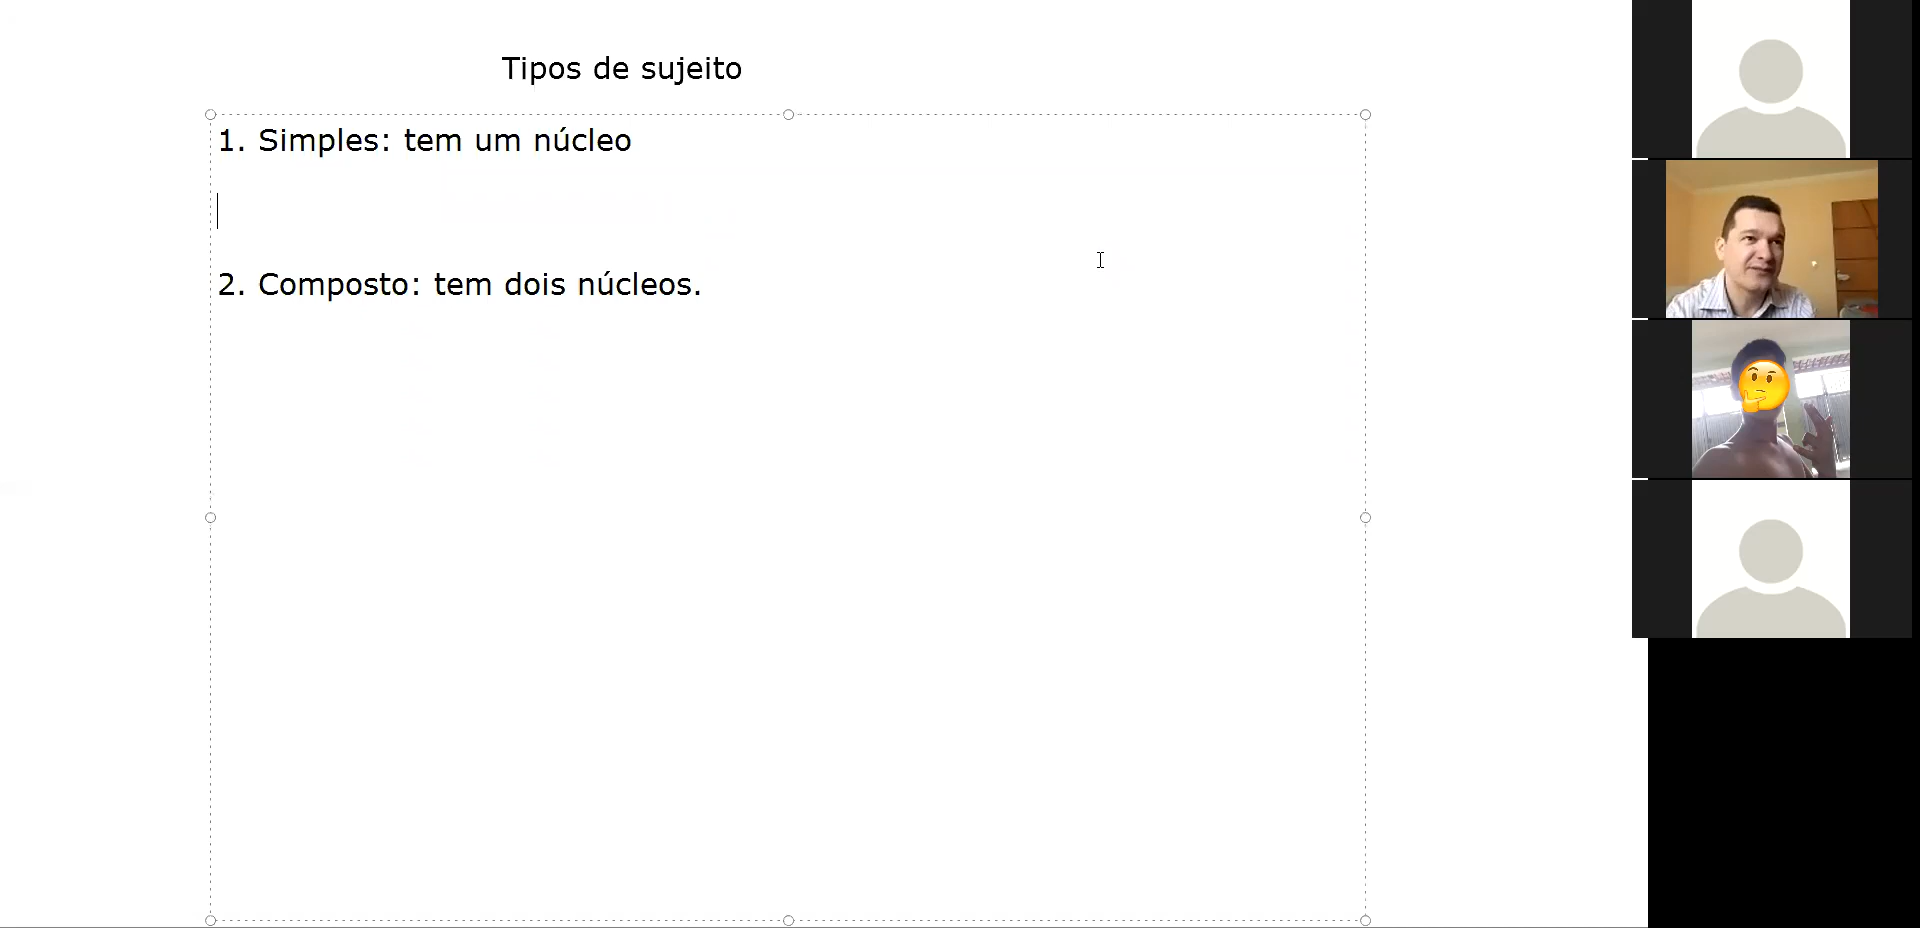 Tipos de sujeito
1. Simples: tem um núcleo
2. Composto: tem dois núcleos.